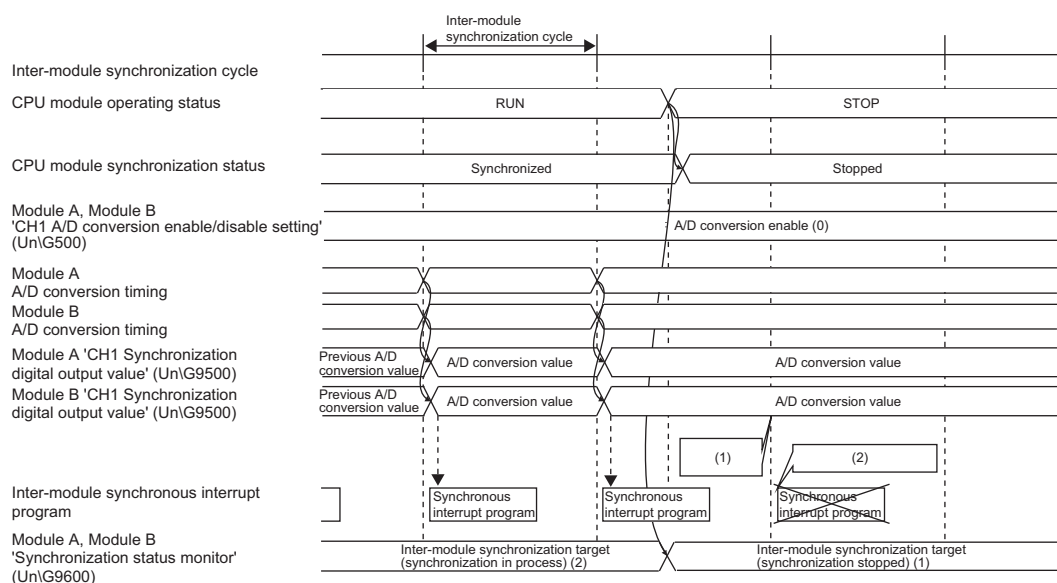 Inter-module
synchronization cycle
Inter-module synchronization cycle
CPU module operating status
RUN
STOP
CPU module synchronization status
Synchronized
Stopped
Module A, Module B
'CH1 A/D conversion enable/disable setting'
(Un\G500)
A/D conversion enable (0)
Module A
A/D conversion timing
Module B
A/D conversion timing
Module A 'CH1 Synchronization
digital output value' (Un\G9500)
Previous A/D
conversion value
A/D conversion value
A/D conversion value
Module B 'CH1 Synchronization
digital output value' (Un\G9500)
Previous A/D
conversion value
A/D conversion value
A/D conversion value
(1)
(2)
Inter-module synchronous interrupt
program
Synchronous
interrupt program
Synchronous
interrupt program
Synchronous
interrupt program
Module A, Module B
'Synchronization status monitor'
(Un\G9600)
Inter-module synchronization target
(synchronization in process) (2)
Inter-module synchronization target
(synchronization stopped) (1)